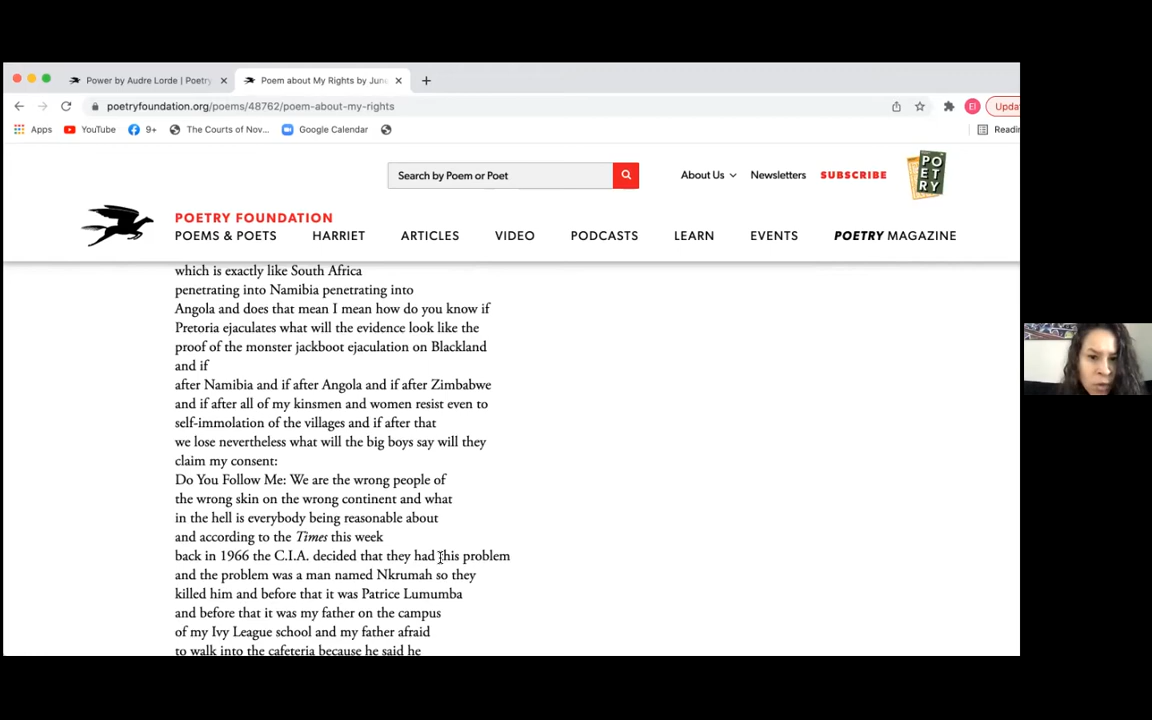 Power by Audre Lorde | Poetry
Poem about My Rights by June
poetryfoundation.org/poems/48762/poem-about-my-rights
EI
Upda
Apps
YouTube
9+
The Courts of Nov...
Google Calendar
Readin
Search by Poem or Poet
About Us
Newsletters
SUBSCRIBE
POETRY
POETRY FOUNDATION
POEMS & POETS
HARRIET
ARTICLES
VIDEO
PODCASTS
LEARN
EVENTS
POETRY MAGAZINE
which is exactly like South Africa
penetrating into Namibia penetrating into
Angola and does that mean I mean how do you know if
Pretoria ejaculates what will the evidence look like the
proof of the monster jackboot ejaculation on Blackland
and if
after Namibia and if after Angola and if after Zimbabwe
and if after all of my kinsmen and women resist even to
self-immolation of the villages and if after that
we lose nevertheless what will the big boys say will they
claim my consent:
Do You Follow Me: We are the wrong people of
the wrong skin on the wrong continent and what
in the hell is everybody being reasonable about
and according to the Times this week
back in 1966 the C.I.A. decided that they had this problem
and the problem was a man named Nkrumah so they
killed him and before that it was Patrice Lumumba
and before that it was my father on the campus
of my Ivy League school and my father afraid
to walk into the cafeteria because he said he